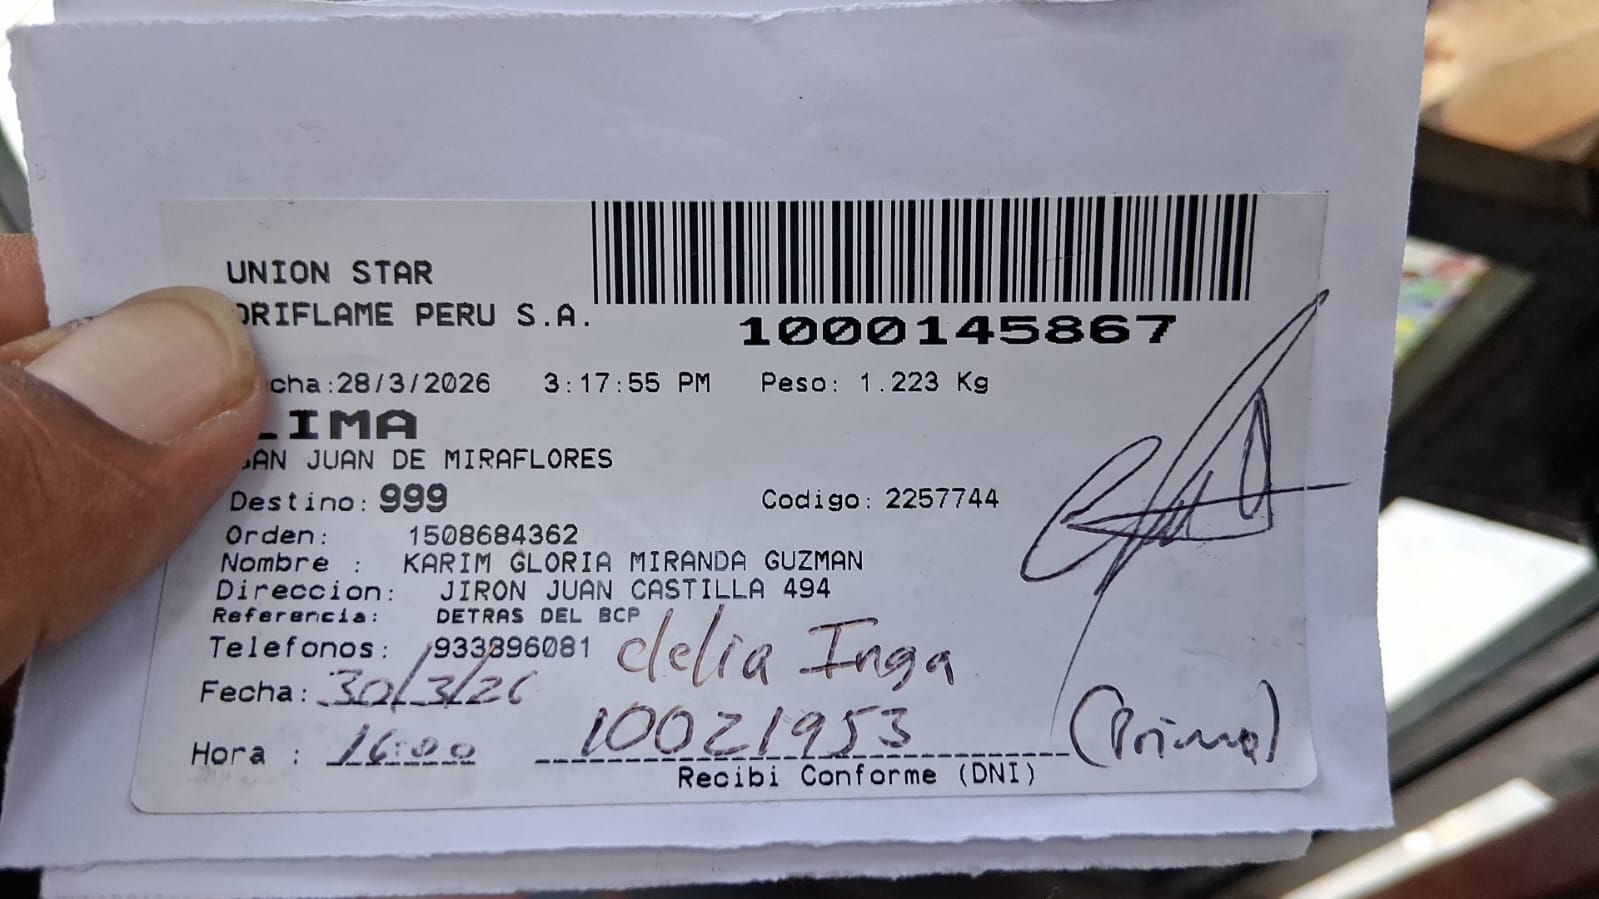 UNION STAR
ORIFLAME PERU S.A.
1000145867
cha:28/3/2026 3:17:55 PM Peso: 1.223 Kg
LIMA
SAN JUAN DE MIRAFLORES
Destino: 999 Codigo: 2257744
Orden: 1508684362
Nombre : KARIM GLORIA MIRANDA GUZMAN
Direccion: JIRON JUAN CASTILLA 494
Referencia: DETRAS DEL BCP
Telefonos: 933896081 delia Inga
Fecha: 30/3/26
Hora : 16:00 10021953 (Prima)
Recibi Conforme (DNI)